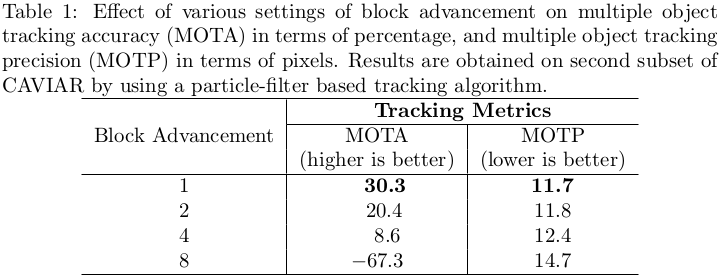 Table 1: Effect of various settings of block advancement on multiple object
tracking accuracy (MOTA) in terms of percentage, and multiple object tracking
precision (MOTP) in terms of pixels. Results are obtained on second subset of
CAVIAR by using a particle-filter based tracking algorithm.
Tracking Metrics
Block Advancement MOTA MOTP
(higher is better) (lower is better)
1 30.3 11.7
2 20.4 11.8
4 8.6 12.4
8 −67.3 14.7